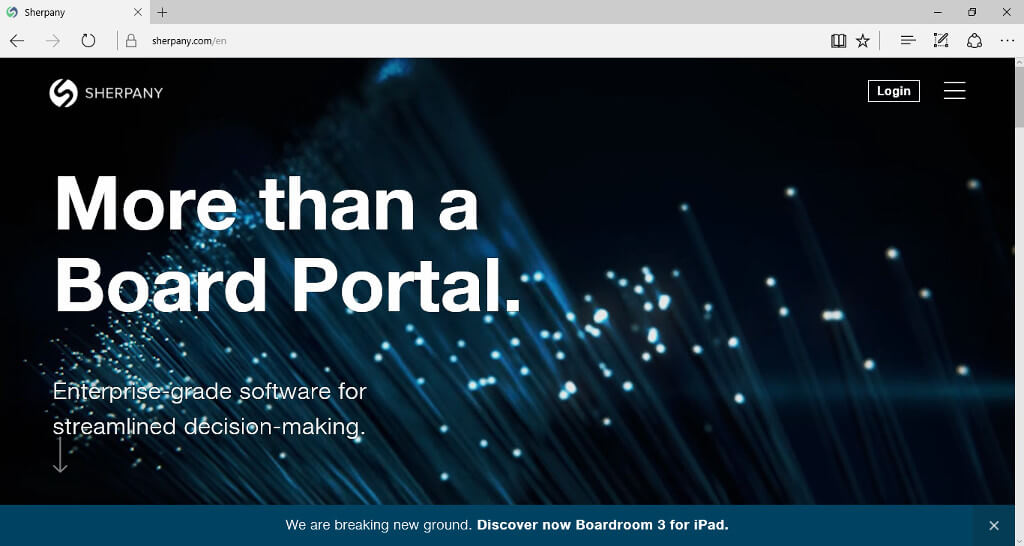 Sherpany
sherpany.com/en
SHERPANY
Login
More than a
Board Portal.
Enterprise-grade software for
streamlined decision-making.
We are breaking new ground. Discover now Boardroom 3 for iPad.